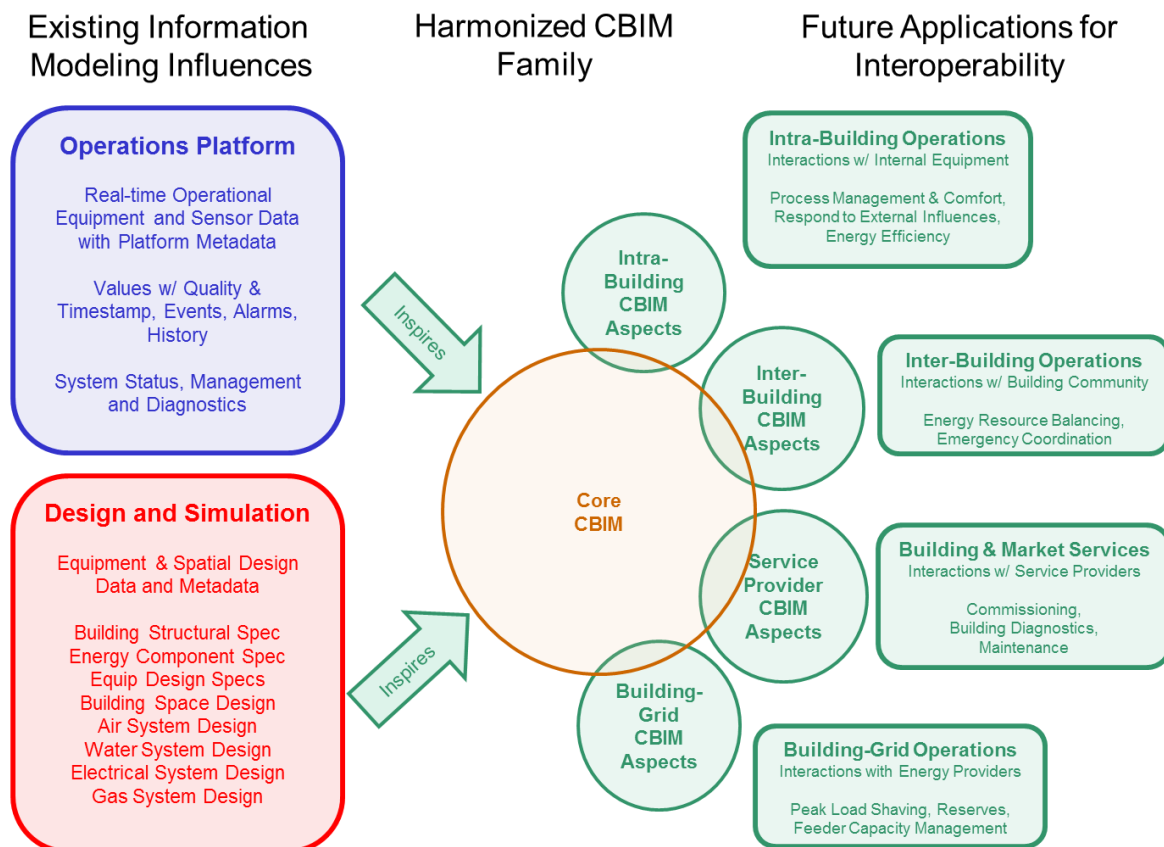 Existing Information
Modeling Influences
Harmonized CBIM
Family
Future Applications for
Interoperability
Operations Platform
Real-time Operational
Equipment and Sensor Data
with Platform Metadata
Values w/ Quality &
Timestamp, Events, Alarms,
History
System Status, Management
and Diagnostics
Design and Simulation
Equipment & Spatial Design
Data and Metadata
Building Structural Spec
Energy Component Spec
Equip Design Specs
Building Space Design
Air System Design
Water System Design
Electrical System Design
Gas System Design
Inspires
Inspires
Core
CBIM
Intra-
Building
CBIM
Aspects
Inter-
Building
CBIM
Aspects
Service
Provider
CBIM
Aspects
Building-
Grid
CBIM
Aspects
Intra-Building Operations
Interactions w/ Internal Equipment
Process Management & Comfort,
Respond to External Influences,
Energy Efficiency
Inter-Building Operations
Interactions w/ Building Community
Energy Resource Balancing,
Emergency Coordination
Building & Market Services
Interactions w/ Service Providers
Commissioning,
Building Diagnostics,
Maintenance
Building-Grid Operations
Interactions with Energy Providers
Peak Load Shaving, Reserves,
Feeder Capacity Management